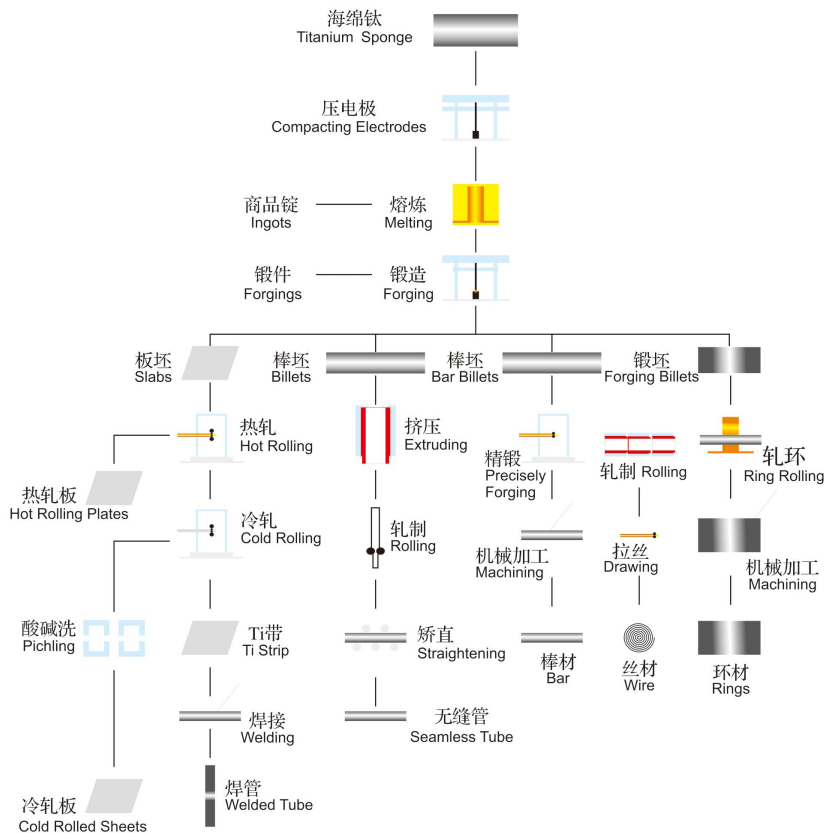 海绵钛
Titanium Sponge
压电极
Compacting Electrodes
商品锭
Ingots
熔炼
Melting
锻件
Forgings
锻造
Forging
板坯
Slabs
棒坯
Billets
棒坯
Bar Billets
锻坯
Forging Billets
热轧
Hot Rolling
挤压
Extruding
精锻
Precisely
Forging
轧制 Rolling
轧环
Ring Rolling
热轧板
Hot Rolling Plates
冷轧
Cold Rolling
轧制
Rolling
机械加工
Machining
拉丝
Drawing
机械加工
Machining
酸碱洗
Pichling
Ti带
Ti Strip
矫直
Straightening
棒材
Bar
丝材
Wire
环材
Rings
焊接
Welding
无缝管
Seamless Tube
冷轧板
Cold Rolled Sheets
焊管
Welded Tube